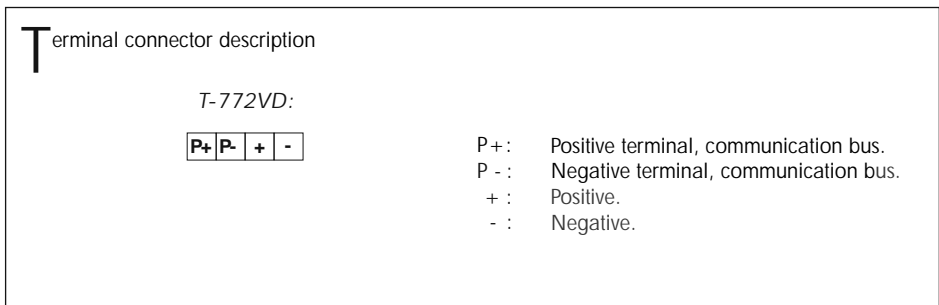 Terminal connector description
T-772VD:
P+ P- + -
P+: Positive terminal, communication bus.
P - : Negative terminal, communication bus.
+ : Positive.
- : Negative.